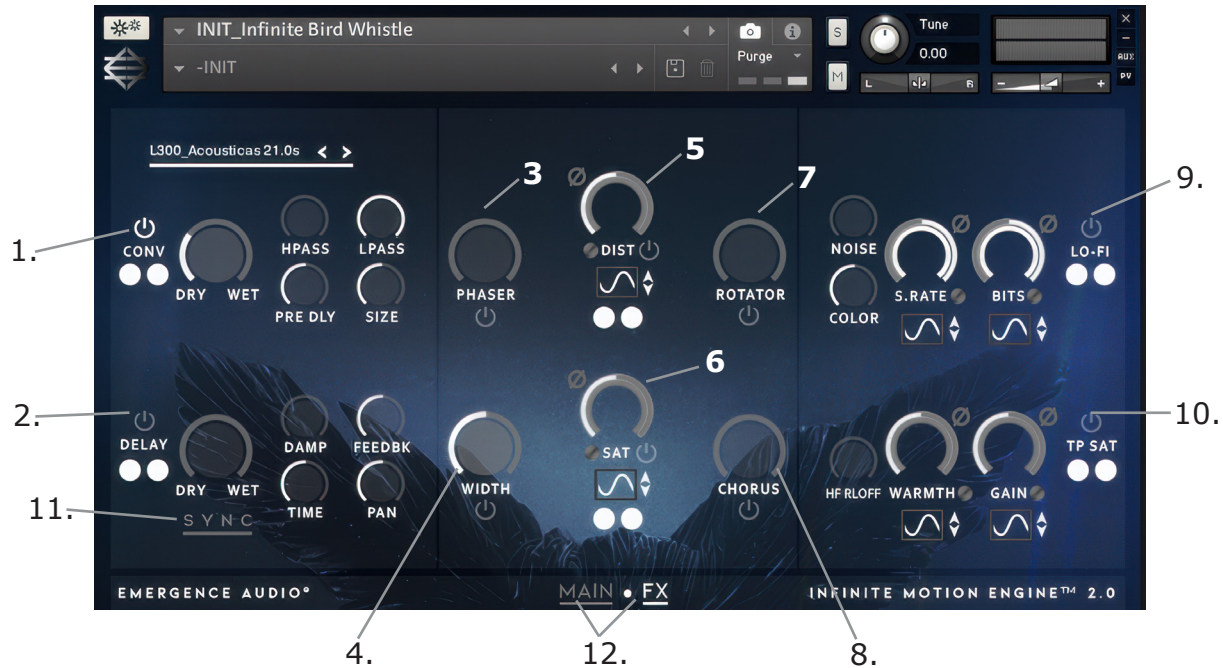 INIT_Infinite Bird Whistle
-INIT
Purge
S
M
Tune
0.00
L R
- +
×
-
AUX
PV
L300_Acousticas 21.0s < >
3
5
7
9.
1.
CONV
DRY WET
HPASS LPASS
PRE DLY SIZE
PHASER
DIST
ROTATOR
NOISE
COLOR
S.RATE BITS
LO-FI
6
2.
DELAY
DRY WET
SYNC
11.
DAMP FEEDBK
TIME PAN
WIDTH
SAT
CHORUS
HF RLOFF WARMTH GAIN
TP SAT
10.
EMERGENCE AUDIO°
MAIN • FX
INFINITE MOTION ENGINE™ 2.0
4.
12.
8.